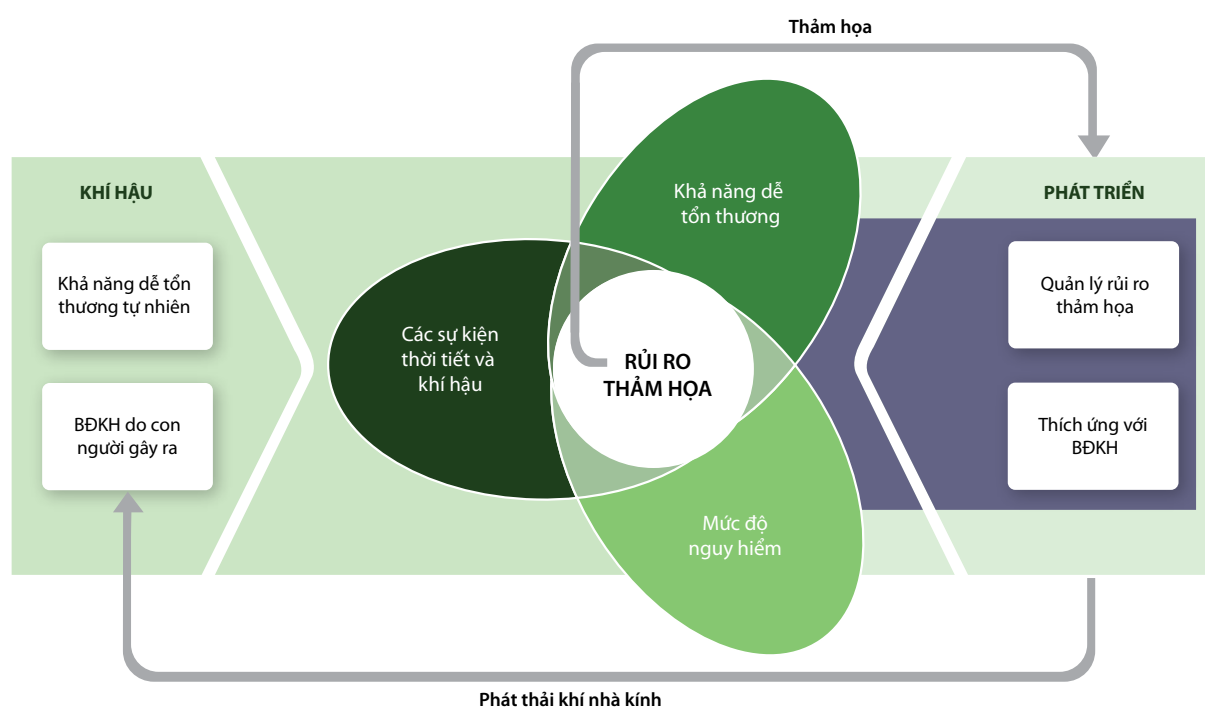 Thảm họa
KHÍ HẬU
Khả năng dễ tổn
thương tự nhiên
BĐKH do con
người gây ra
Các sự kiện
thời tiết và
khí hậu
Khả năng dễ
tổn thương
RỦI RO
THẢM HỌA
Mức độ
nguy hiểm
PHÁT TRIỂN
Quản lý rủi ro
thảm họa
Thích ứng với
BĐKH
Phát thải khí nhà kính